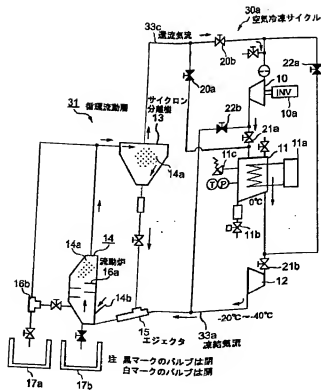 30a
空気冷凍サイクル
33c
還流気流
20b
22a
20a
10
INV
10a
31
循環流動層
サイクロン
分離塔
13
14a
22b
21a
11
11a
11c
T P
0℃
D
11b
14a
14
流動炉
16a
16b
14b
21b
12
15
エジェクタ
-20℃~-40℃
33a
凍結気流
17a
17b
注 黒マークのバルブは閉
白マークのバルブは開